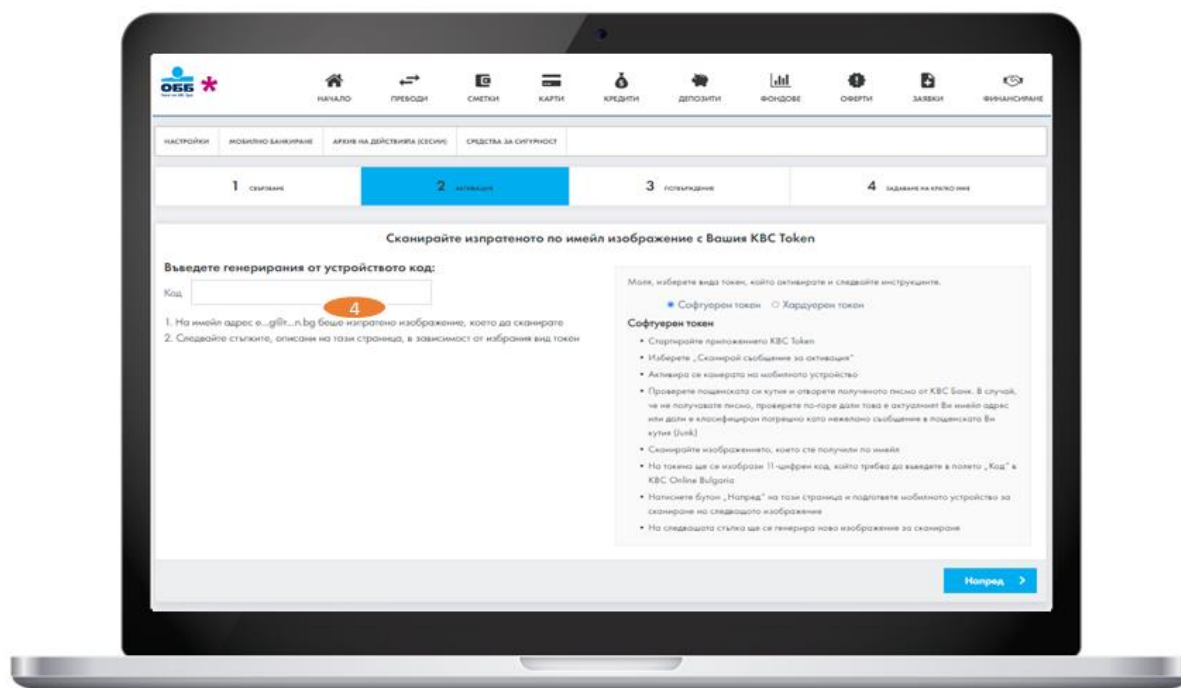 ОББ
НАЧАЛО ПРЕВОДИ СМЕТКИ КАРТИ КРЕДИТИ ДЕПОЗИТИ ФОНДОВЕ ОФЕРТИ ЗАЯВКИ ФИНАНСИРАНЕ
НАСТРОЙКИ МОБИЛНО БАНКИРАНЕ АРХИВ НА ДЕЙСТВИЯТА (СЕСИИ) СРЕДСТВА ЗА СИГУРНОСТ
1 СВЪРЗВАНЕ 2 АКТИВАЦИЯ 3 ПОТВЪРЖДЕНИЕ 4 ЗАДАВАНЕ НА КРАТКО ИМЕ
Сканирайте изпратеното по имейл изображение с Вашия KBC Token
Въведете генерирания от устройството код:
Код
4
1. На имейл адрес e...g@t...n.bg беше изпратено изображение, което да сканирате
2. Следвайте стъпките, описани на тази страница, в зависимост от избрания вид токен
Моля, изберете вида токен, който активирате и следвайте инструкциите.
Софтуерен токен Хардуерен токен
Софтуерен токен
• Стартирайте приложението KBC Token
• Изберете „Сканирай съобщение за активация"
• Активира се камерата на мобилното устройство
• Проверете пощенската си кутия и отворете полученото писмо от KBC Банк. В случай,
че не получавате писмо, проверете по-горе дали това е актуалният Ви имейл адрес
или дали е класифициран погрешно като нежелано съобщение в пощенската Ви
кутия (Junk)
• Сканирайте изображението, което сте получили по имейл
• На токена ще се изобрази 11-цифрен код, който трябва да въведете в полето „Код" в
KBC Online Bulgaria
• Натиснете бутон „Напред" на тази страница и подгответе мобилното устройство за
сканиране на следващото изображение
• На следващата стъпка ще се генерира ново изображение за сканиране
Напред